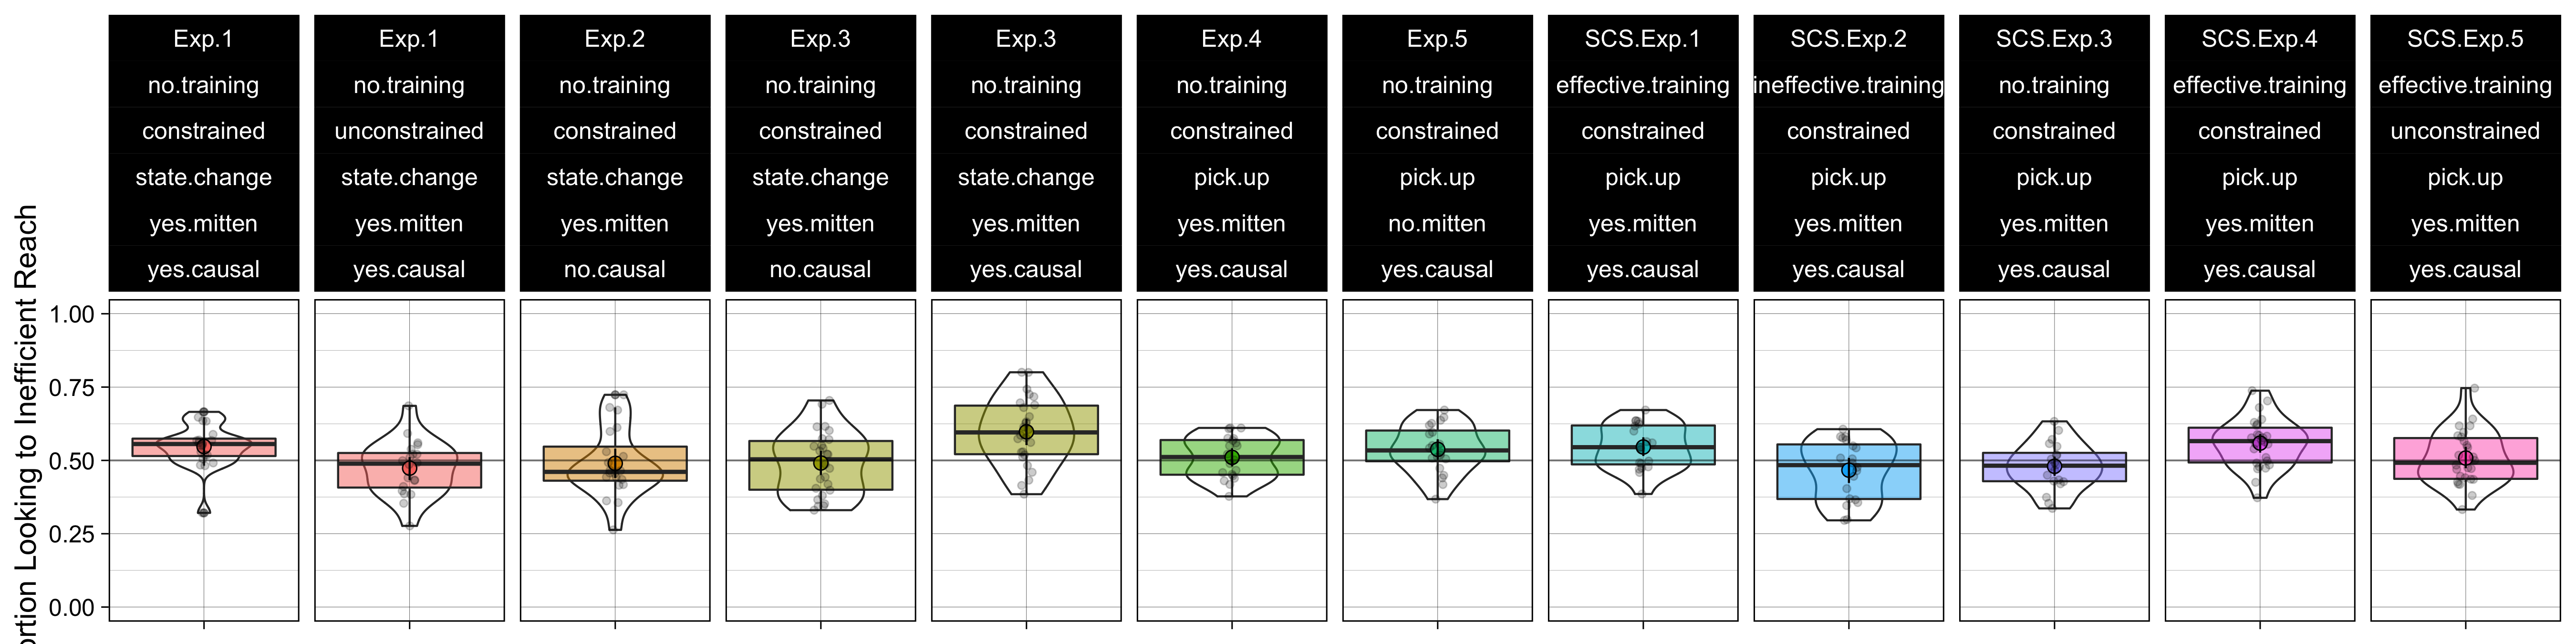 Exp.1 Exp.1 Exp.2 Exp.3 Exp.3 Exp.4 Exp.5 SCS.Exp.1 SCS.Exp.2 SCS.Exp.3 SCS.Exp.4 SCS.Exp.5
no.training no.training no.training no.training no.training no.training no.training effective.training ineffective.training no.training effective.training effective.training
constrained unconstrained constrained constrained constrained constrained constrained constrained constrained constrained constrained unconstrained
state.change state.change state.change state.change state.change pick.up pick.up pick.up pick.up pick.up pick.up pick.up
yes.mitten yes.mitten yes.mitten yes.mitten yes.mitten yes.mitten no.mitten yes.mitten yes.mitten yes.mitten yes.mitten yes.mitten
yes.causal yes.causal no.causal no.causal yes.causal yes.causal yes.causal yes.causal yes.causal yes.causal yes.causal yes.causal
ortion Looking to Inefficient Reach
1.00
0.75
0.50
0.25
0.00